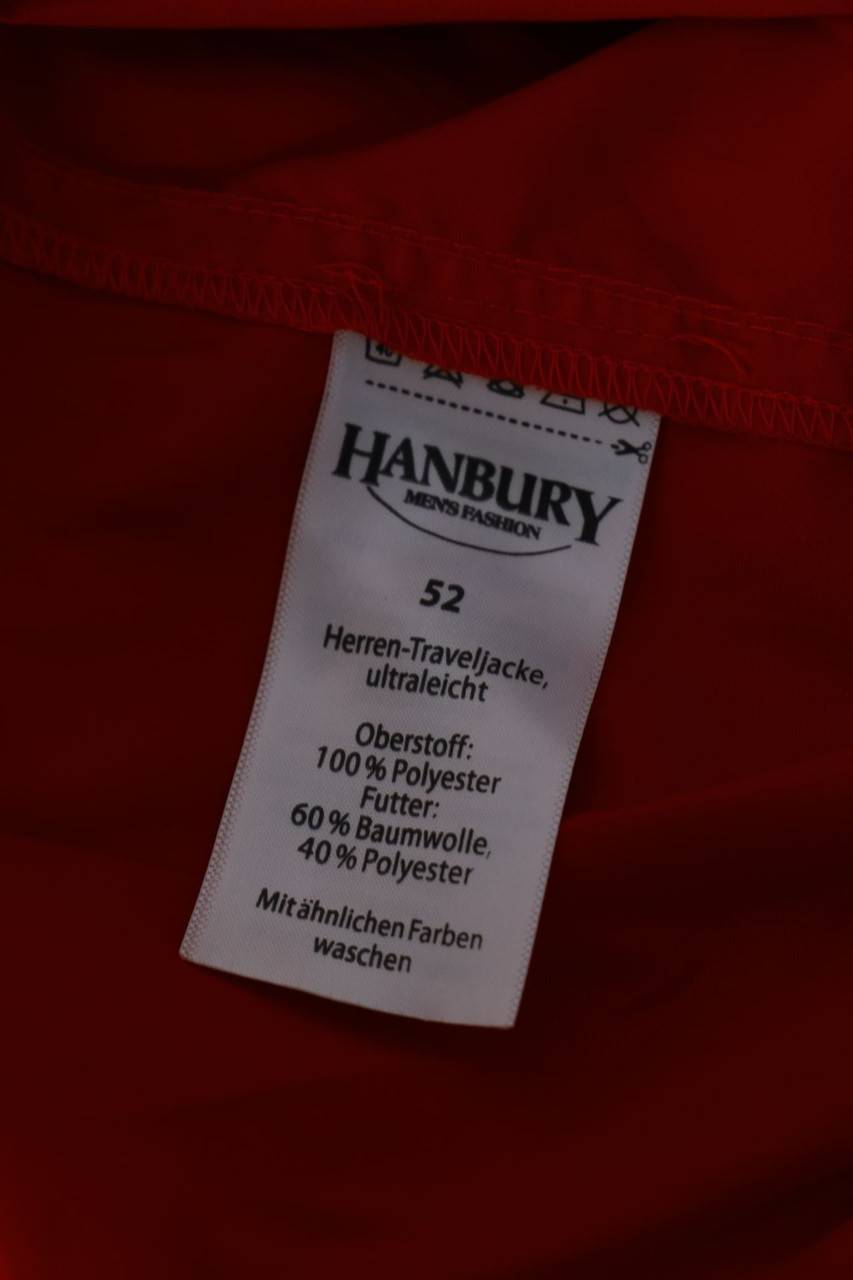 40
HANBURY
MEN'S FASHION
52
Herren-Traveljacke,
ultraleicht
Oberstoff:
100 % Polyester
Futter:
60 % Baumwolle,
40 % Polyester
Mit ähnlichen Farben
waschen